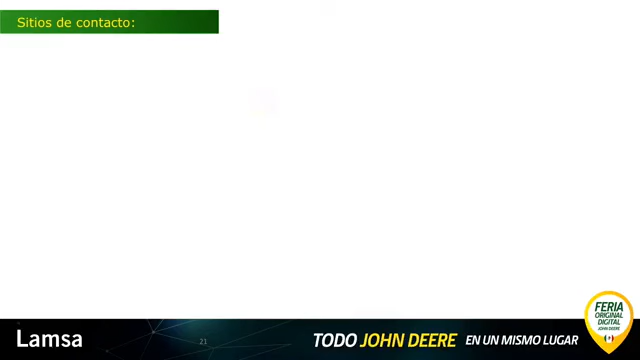 Sitios de contacto:
Lamsa
21
TODO JOHN DEERE EN UN MISMO LUGAR
FERIA
ORIGINAL
DIGITAL
JOHN DEERE